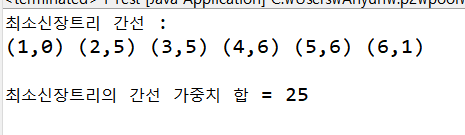 최소신장트리 간선 :
(1,0) (2,5) (3,5) (4,6) (5,6) (6,1)
최소신장트리의 간선 가중치 합 = 25